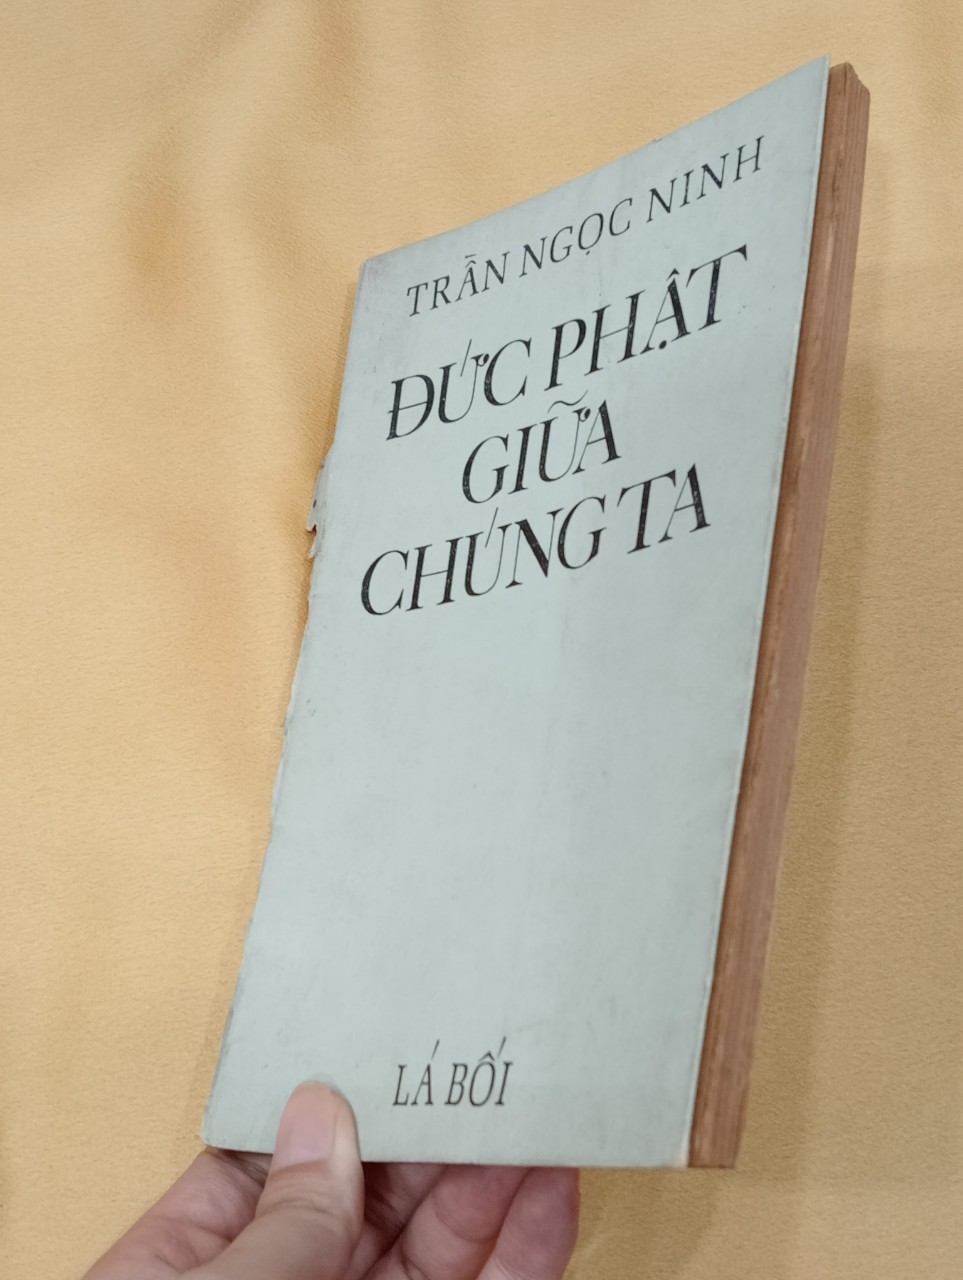 TRẦN NGỌC NINH
ĐỨC PHẬT
GIỮA
CHÚNG TA
LÁ BỐI